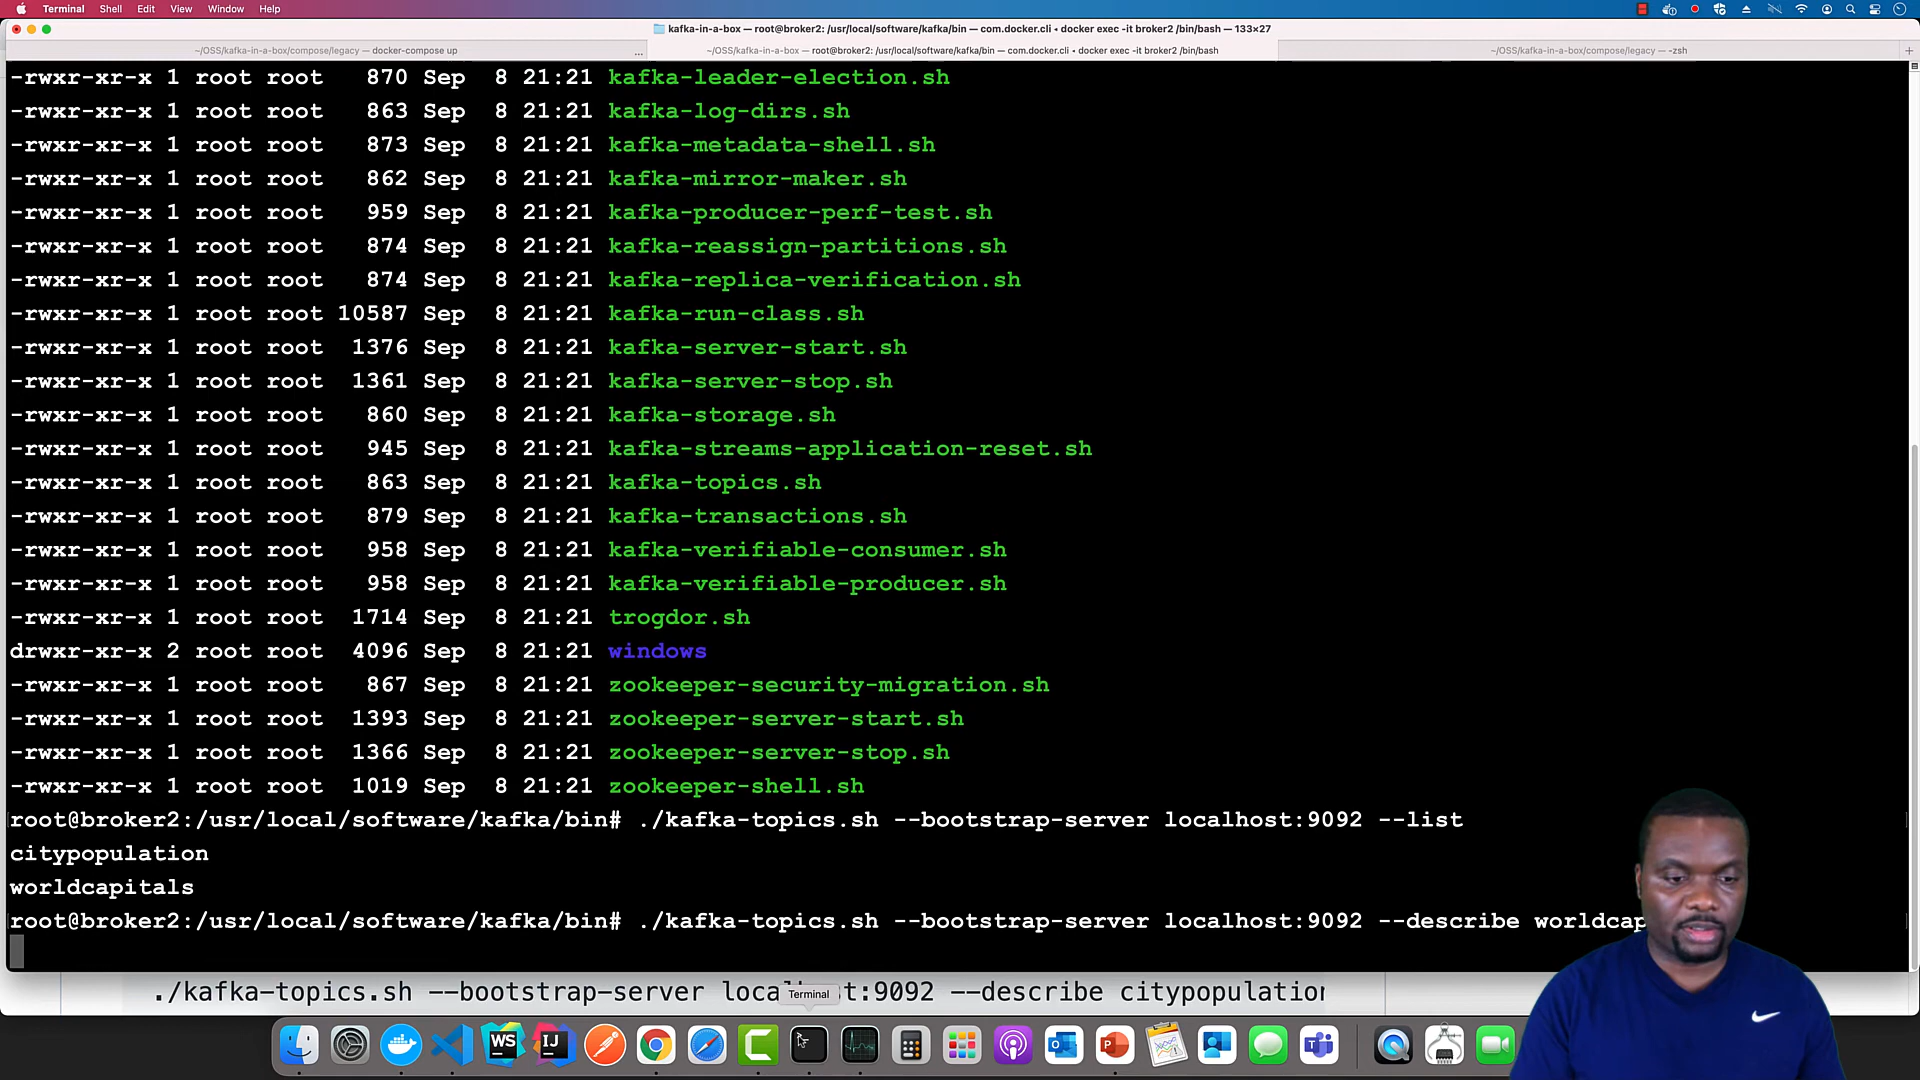 Terminal Shell Edit View Window Help
kafka-in-a-box — root@broker2: /usr/local/software/kafka/bin — com.docker.cli • docker exec -it broker2 /bin/bash — 133×27
~/OSS/kafka-in-a-box/compose/legacy — docker-compose up ... ~/OSS/kafka-in-a-box — root@broker2: /usr/local/software/kafka/bin — com.docker.cli • docker exec -it broker2 /bin/bash ~/OSS/kafka-in-a-box/compose/legacy — -zsh +
-rwxr-xr-x 1 root root 870 Sep 8 21:21 kafka-leader-election.sh
-rwxr-xr-x 1 root root 863 Sep 8 21:21 kafka-log-dirs.sh
-rwxr-xr-x 1 root root 873 Sep 8 21:21 kafka-metadata-shell.sh
-rwxr-xr-x 1 root root 862 Sep 8 21:21 kafka-mirror-maker.sh
-rwxr-xr-x 1 root root 959 Sep 8 21:21 kafka-producer-perf-test.sh
-rwxr-xr-x 1 root root 874 Sep 8 21:21 kafka-reassign-partitions.sh
-rwxr-xr-x 1 root root 874 Sep 8 21:21 kafka-replica-verification.sh
-rwxr-xr-x 1 root root 10587 Sep 8 21:21 kafka-run-class.sh
-rwxr-xr-x 1 root root 1376 Sep 8 21:21 kafka-server-start.sh
-rwxr-xr-x 1 root root 1361 Sep 8 21:21 kafka-server-stop.sh
-rwxr-xr-x 1 root root 860 Sep 8 21:21 kafka-storage.sh
-rwxr-xr-x 1 root root 945 Sep 8 21:21 kafka-streams-application-reset.sh
-rwxr-xr-x 1 root root 863 Sep 8 21:21 kafka-topics.sh
-rwxr-xr-x 1 root root 879 Sep 8 21:21 kafka-transactions.sh
-rwxr-xr-x 1 root root 958 Sep 8 21:21 kafka-verifiable-consumer.sh
-rwxr-xr-x 1 root root 958 Sep 8 21:21 kafka-verifiable-producer.sh
-rwxr-xr-x 1 root root 1714 Sep 8 21:21 trogdor.sh
drwxr-xr-x 2 root root 4096 Sep 8 21:21 windows
-rwxr-xr-x 1 root root 867 Sep 8 21:21 zookeeper-security-migration.sh
-rwxr-xr-x 1 root root 1393 Sep 8 21:21 zookeeper-server-start.sh
-rwxr-xr-x 1 root root 1366 Sep 8 21:21 zookeeper-server-stop.sh
-rwxr-xr-x 1 root root 1019 Sep 8 21:21 zookeeper-shell.sh
root@broker2:/usr/local/software/kafka/bin# ./kafka-topics.sh --bootstrap-server localhost:9092 --list
citypopulation
worldcapitals
root@broker2:/usr/local/software/kafka/bin# ./kafka-topics.sh --bootstrap-server localhost:9092 --describe worldcap
./kafka-topics.sh --bootstrap-server local t:9092 --describe citypopulation
Terminal
WS IJ